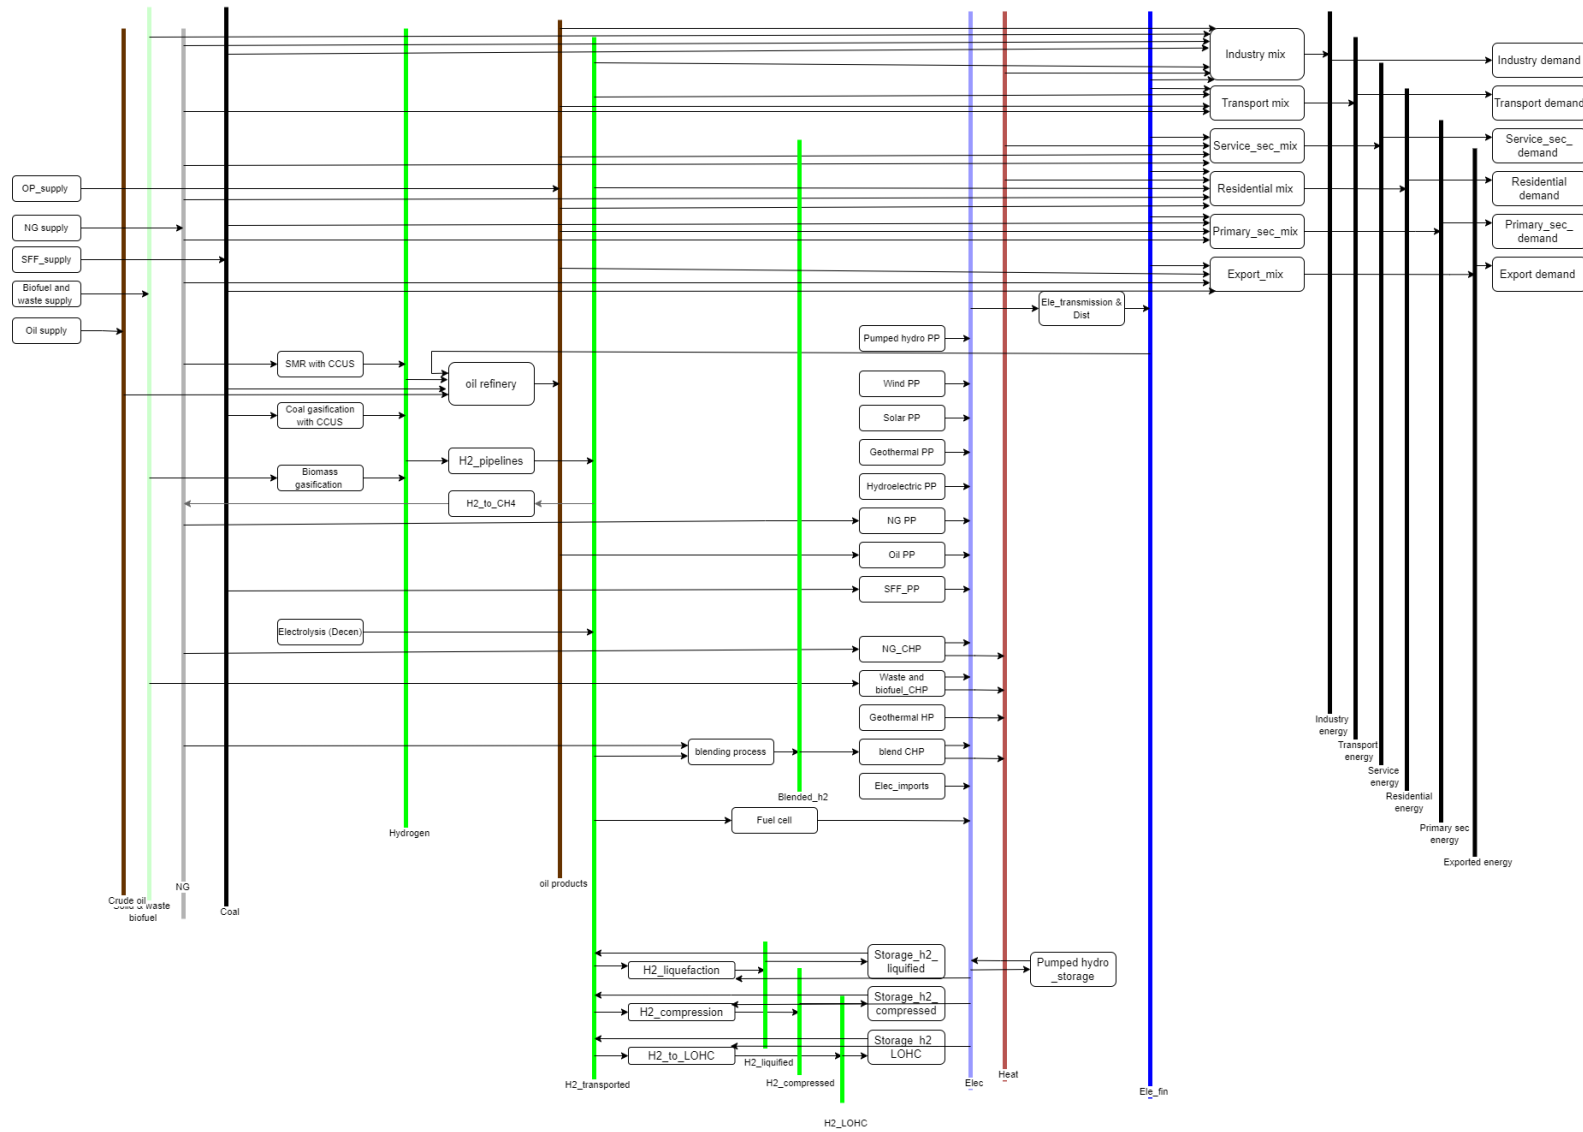 Industry mix
Industry demand
Transport mix
Transport demand
Service_sec_mix
Service_sec_
demand
OP_supply
Residential mix
Residential
demand
NG supply
Primary_sec_mix
Primary_sec_
demand
SFF_supply
Export_mix
Export demand
Biofuel and
waste supply
Ele_transmission &
Dist
Oil supply
Pumped hydro PP
SMR with CCUS
oil refinery
Wind PP
Coal gasification
with CCUS
Solar PP
Geothermal PP
H2_pipelines
Biomass
gasification
Hydroelectric PP
H2_to_CH4
NG PP
Oil PP
SFF_PP
Electrolysis (Decen)
NG_CHP
Waste and
biofuel_CHP
Geothermal HP
Industry
energy
blending process
blend CHP
Transport
energy
Service
energy
Elec_imports
Blended_h2
Residential
energy
Fuel cell
Hydrogen
Primary sec
energy
Exported energy
NG
oil products
Crude oil
Solid & waste
biofuel
Coal
Storage_h2_
liquified
H2_liquefaction
Pumped hydro
_storage
Storage_h2_
compressed
H2_compression
Storage_h2_
LOHC
H2_to_LOHC
H2_liquified
Heat
H2_transported
H2_compressed
Elec
Ele_fin
H2_LOHC